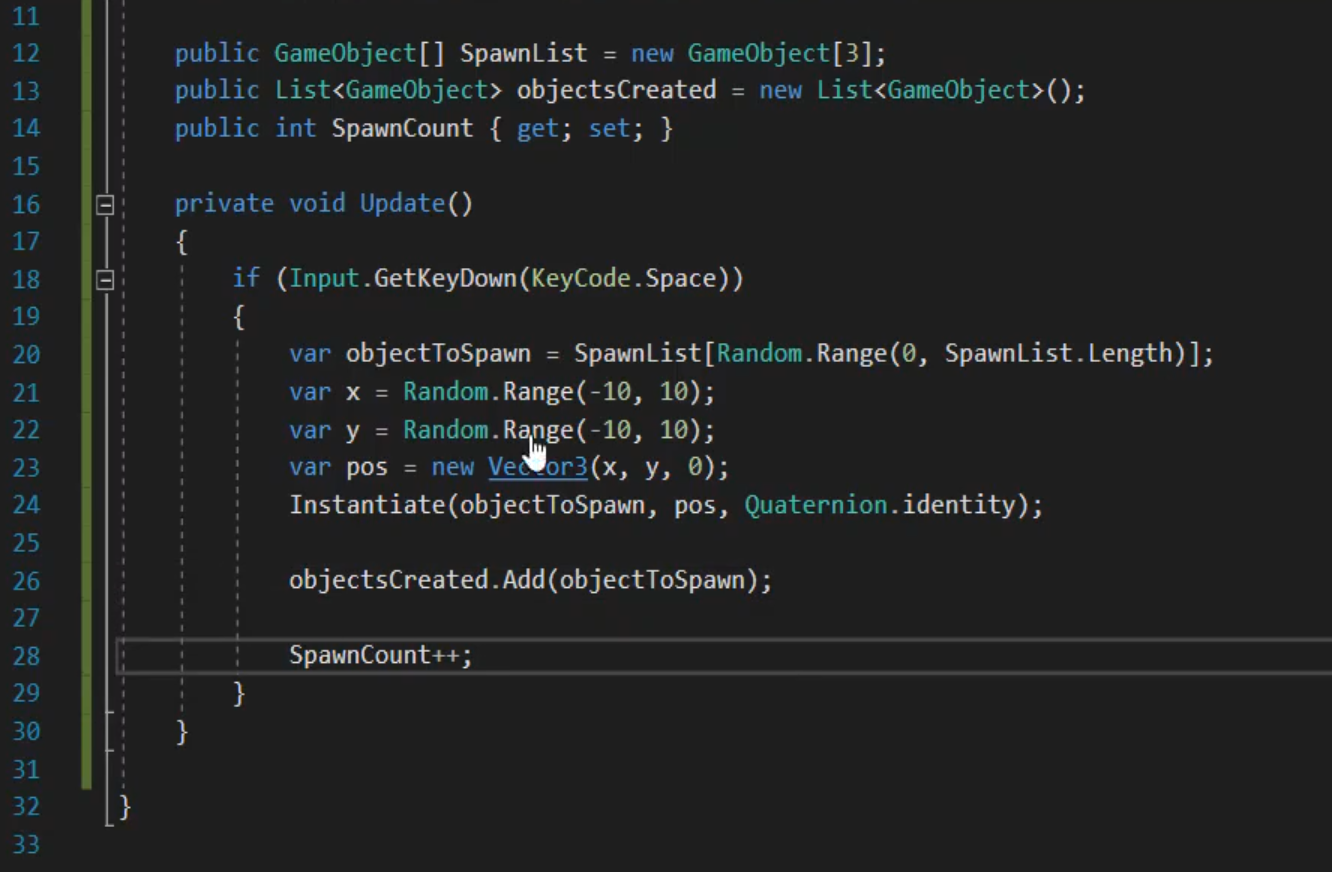 11
12 public GameObject[] SpawnList = new GameObject[3];
13 public List<GameObject> objectsCreated = new List<GameObject>();
14 public int SpawnCount { get; set; }
15
16 private void Update()
17 {
18 if (Input.GetKeyDown(KeyCode.Space))
19 {
20 var objectToSpawn = SpawnList[Random.Range(0, SpawnList.Length)];
21 var x = Random.Range(-10, 10);
22 var y = Random.Range(-10, 10);
23 var pos = new Vector3(x, y, 0);
24 Instantiate(objectToSpawn, pos, Quaternion.identity);
25
26 objectsCreated.Add(objectToSpawn);
27
28 SpawnCount++;
29 }
30 }
31
32 }
33